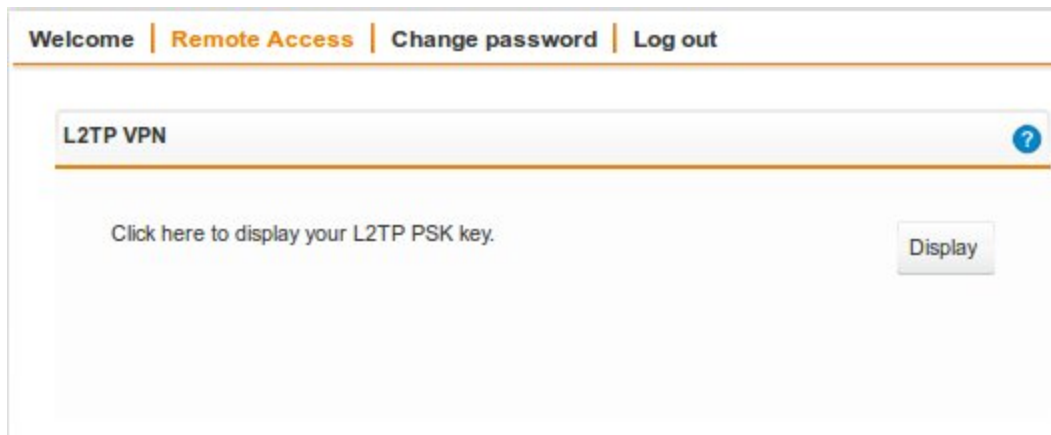 Welcome | Remote Access | Change password | Log out
L2TP VPN
?
Click here to display your L2TP PSK key.
Display